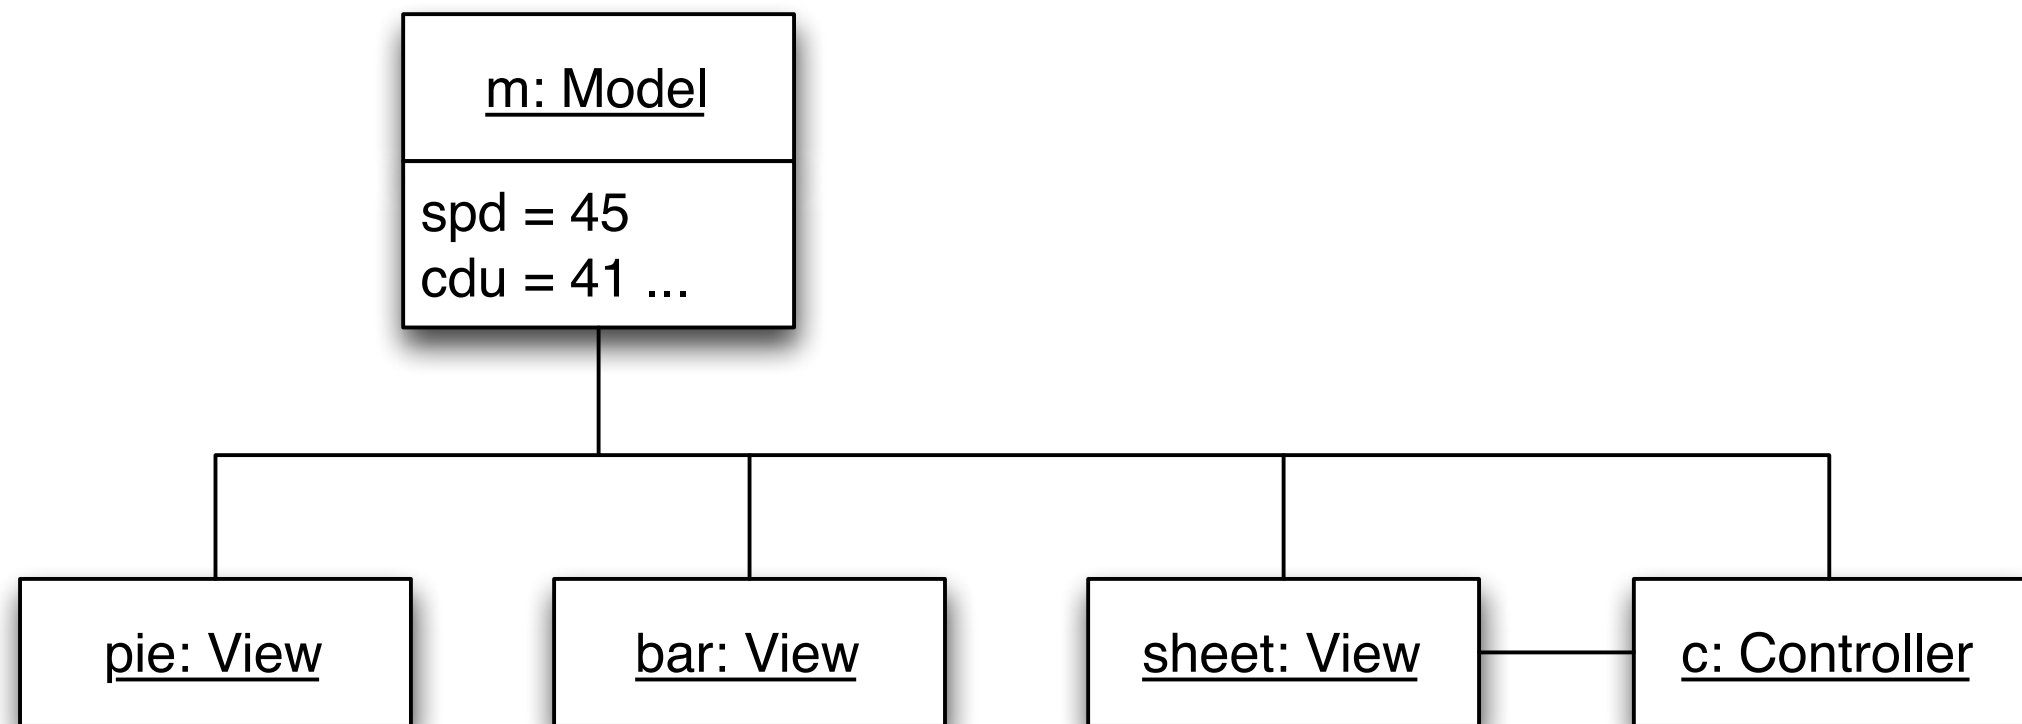 m: Model
spd = 45
cdu = 41 ...
pie: View
bar: View
sheet: View
c: Controller